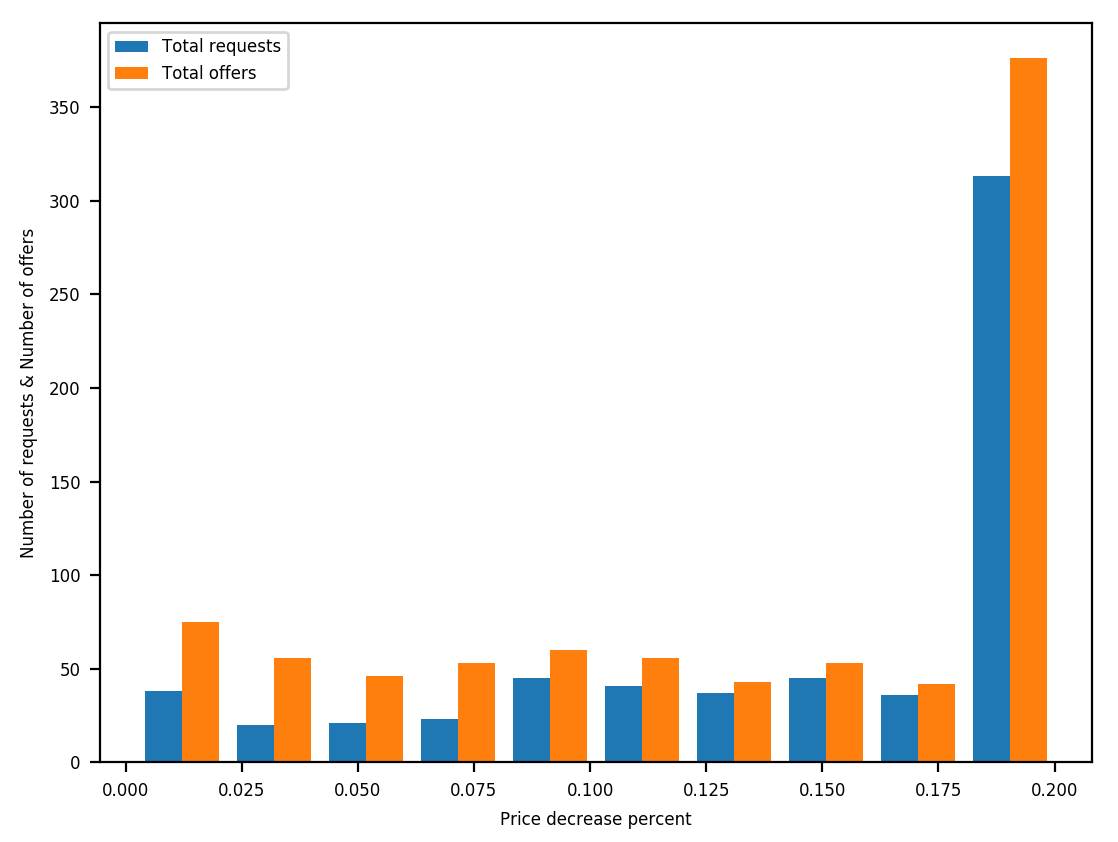 Total requests
Total offers
350
300
250
200
150
100
50
0
Number of requests & Number of offers
0.000 0.025 0.050 0.075 0.100 0.125 0.150 0.175 0.200
Price decrease percent